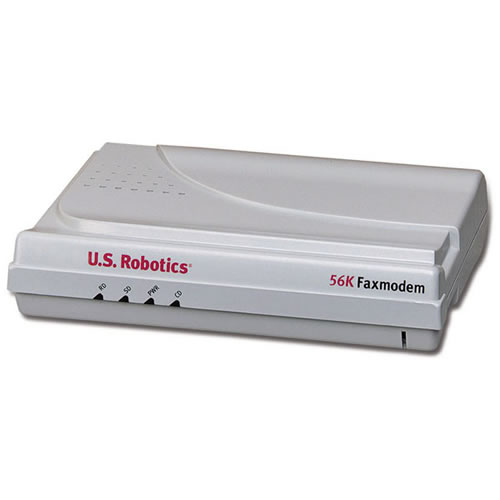 U.S. Robotics®
56K Faxmodem
RD SD PWR CD